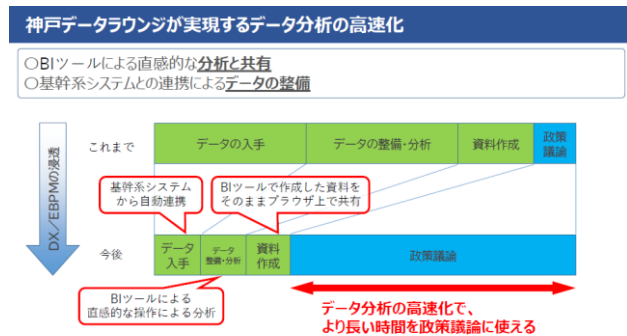 神戸データラウンジが実現するデータ分析の高速化
○BIツールによる直感的な分析と共有
○基幹系システムとの連携によるデータの整備
DX/EBPMの浸透
これまで
データの入手
データの整備・分析
資料作成
政策
議論
基幹系システム
から自動連携
BIツールで作成した資料を
そのままブラウザ上で共有
今後
データ
入手
データ
整備・分析
資料
作成
政策議論
BIツールによる
直感的な操作による分析
データ分析の高速化で、
より長い時間を政策議論に使える